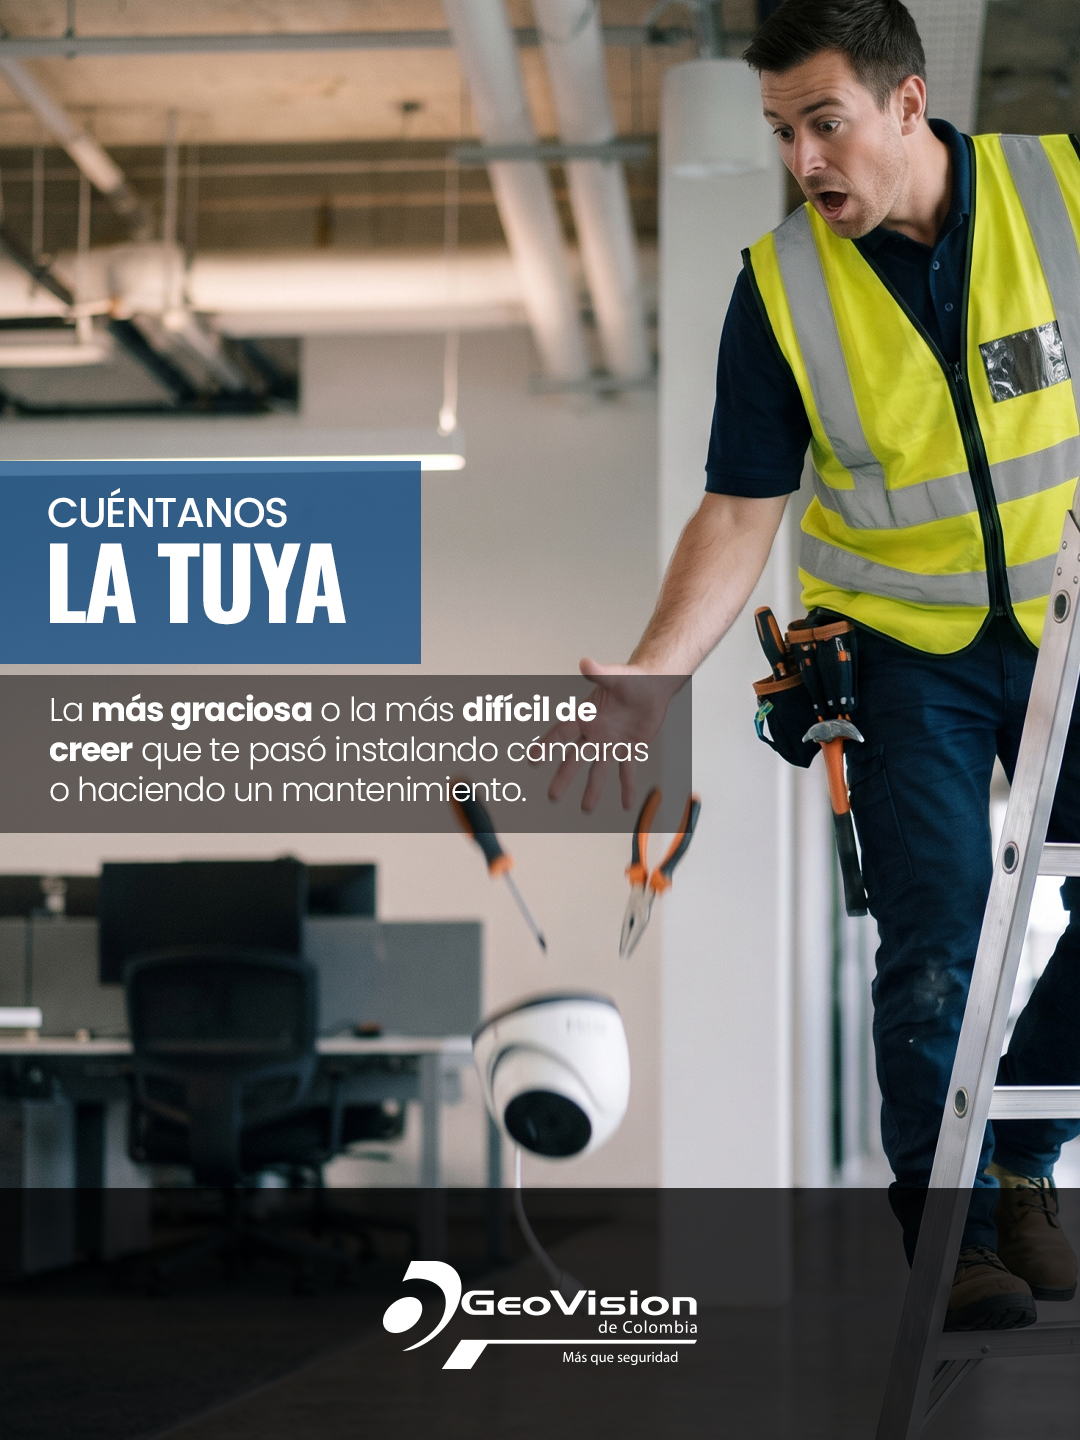 CUÉNTANOS
LA TUYA
La más graciosa o la más difícil de
creer que te pasó instalando cámaras
o haciendo un mantenimiento.
GeoVision
de Colombia
Más que seguridad